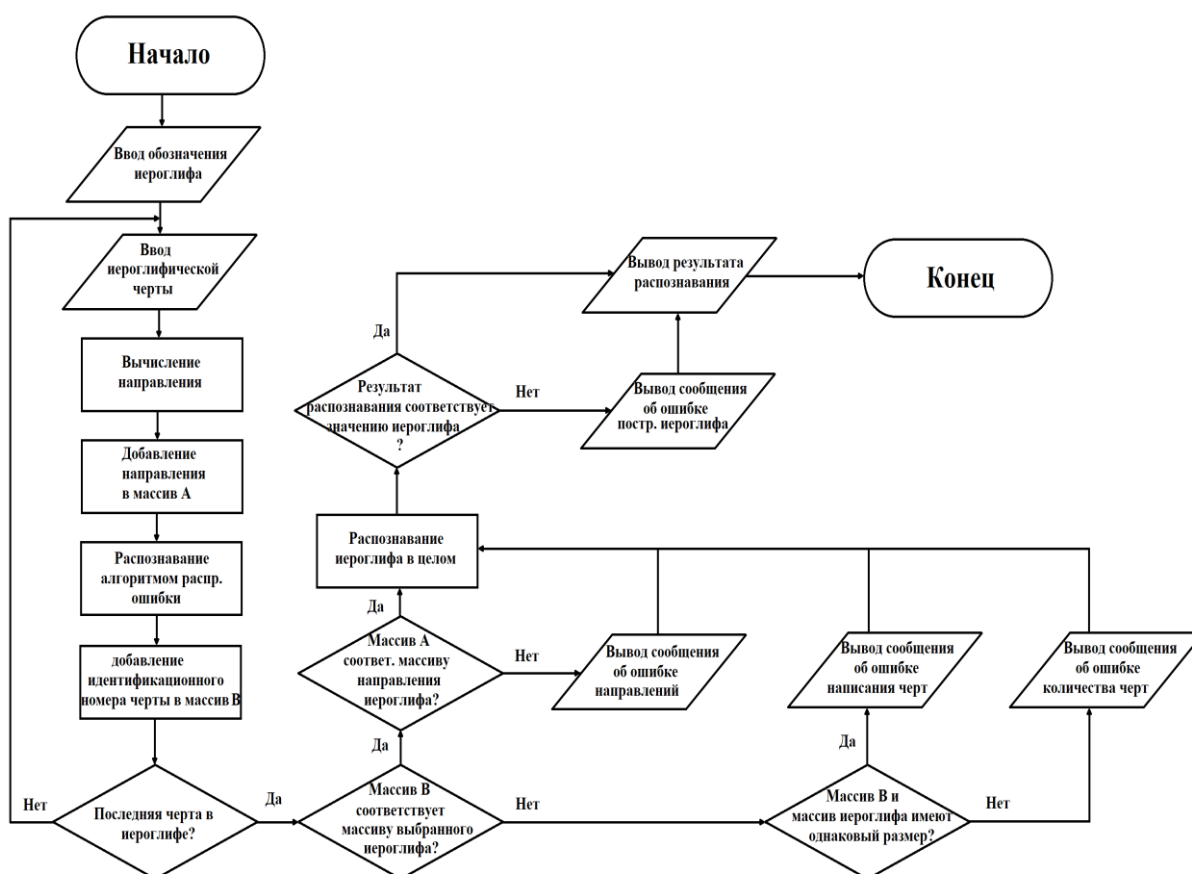 Начало
Ввод обозначения
иероглифа
Ввод
иероглифической
черты
Вычисление
направления
Добавление
направления
в массив А
Распознавание
алгоритмом распр.
ошибки
добавление
идентификационного
номера черты в массив В
Последняя черта в
иероглифе?
Нет
Да
Массив В
соответствует
массиву выбранного
иероглифа?
Да
Нет
Массив А
соответ. массиву
направления
иероглифа?
Да
Нет
Вывод сообщения
об ошибке
направлений
Массив В и
массив иероглифа имеют
однаковый размер?
Да
Нет
Вывод сообщения
об ошибке
написания черт
Вывод сообщения
об ошибке
количества черт
Распознавание
иероглифа в целом
Результат
распознавания соответствует
значению иероглифа
?
Да
Нет
Вывод сообщения
об ошибке
постр. иероглифа
Вывод результата
распознавания
Конец